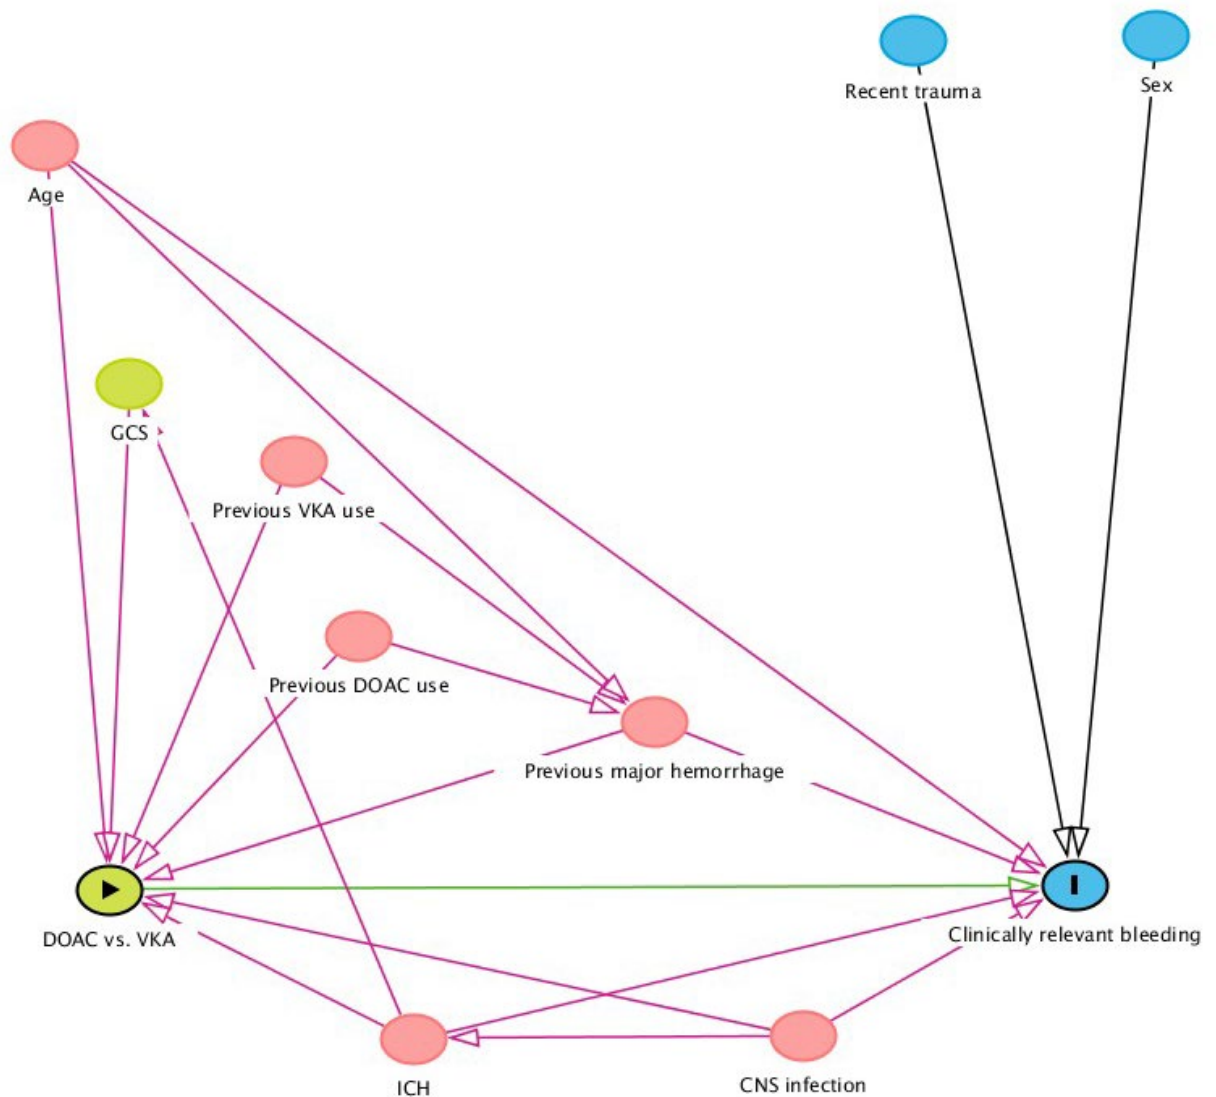 Recent trauma
Sex
Age
GCS
Previous VKA use
Previous DOAC use
Previous major hemorrhage
DOAC vs. VKA
Clinically relevant bleeding
ICH
CNS infection